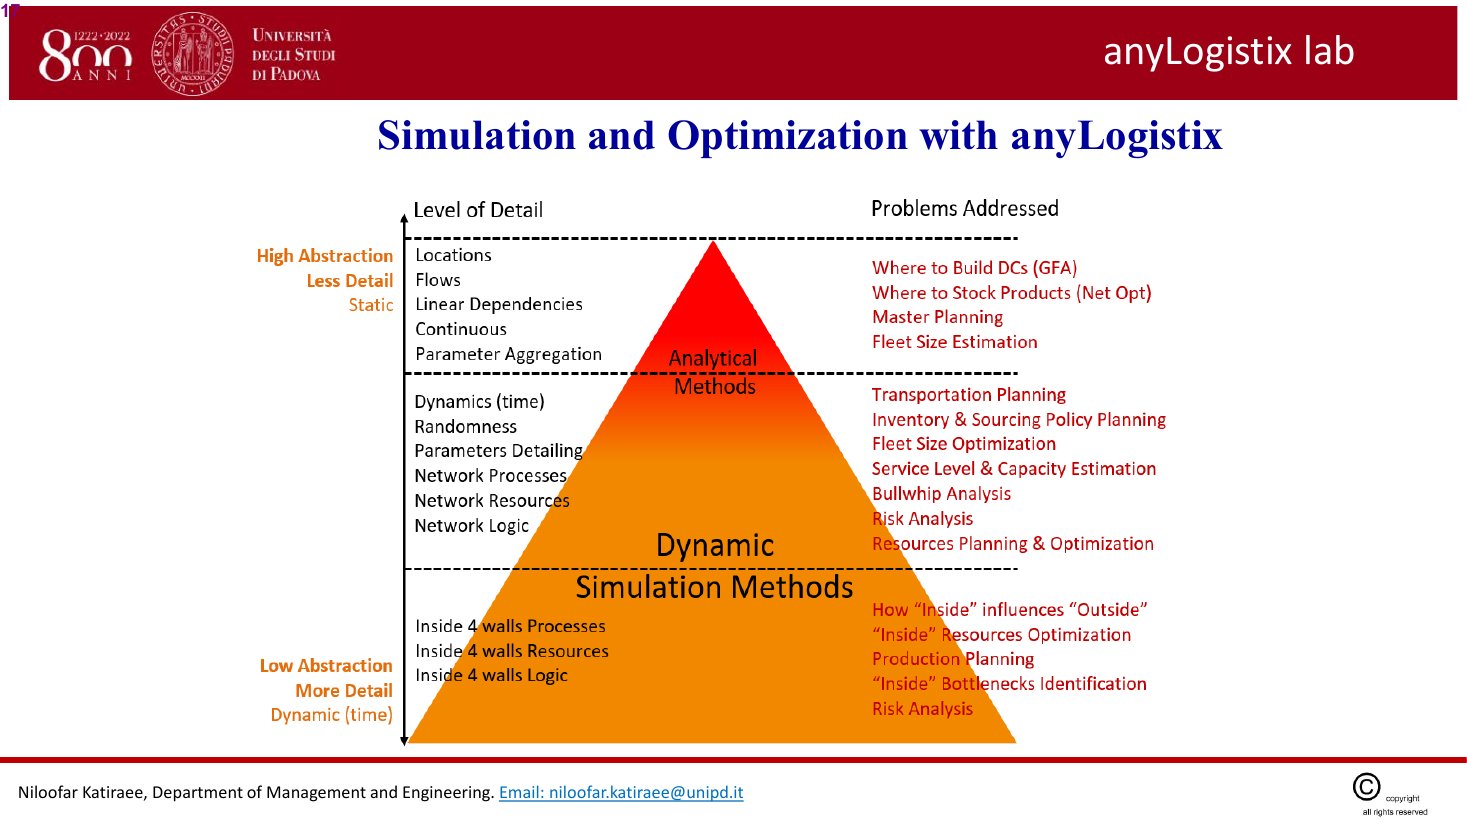 17
1222·2022
800
ANNI
UNIVERSITÀ
DEGLI STUDI
DI PADOVA
anyLogistix lab
Simulation and Optimization with anyLogistix
Level of Detail
Problems Addressed
High Abstraction
Less Detail
Static
Locations
Flows
Linear Dependencies
Continuous
Parameter Aggregation
Where to Build DCs (GFA)
Where to Stock Products (Net Opt)
Master Planning
Fleet Size Estimation
Analytical
Methods
Dynamics (time)
Randomness
Parameters Detailing
Network Processes
Network Resources
Network Logic
Transportation Planning
Inventory & Sourcing Policy Planning
Fleet Size Optimization
Service Level & Capacity Estimation
Bullwhip Analysis
Risk Analysis
Resources Planning & Optimization
Dynamic
Simulation Methods
Low Abstraction
More Detail
Dynamic (time)
Inside 4 walls Processes
Inside 4 walls Resources
Inside 4 walls Logic
How “Inside” influences “Outside”
“Inside” Resources Optimization
Production Planning
“Inside” Bottlenecks Identification
Risk Analysis
Niloofar Katiraee, Department of Management and Engineering. Email: niloofar.katiraee@unipd.it
© copyright
all rights reserved